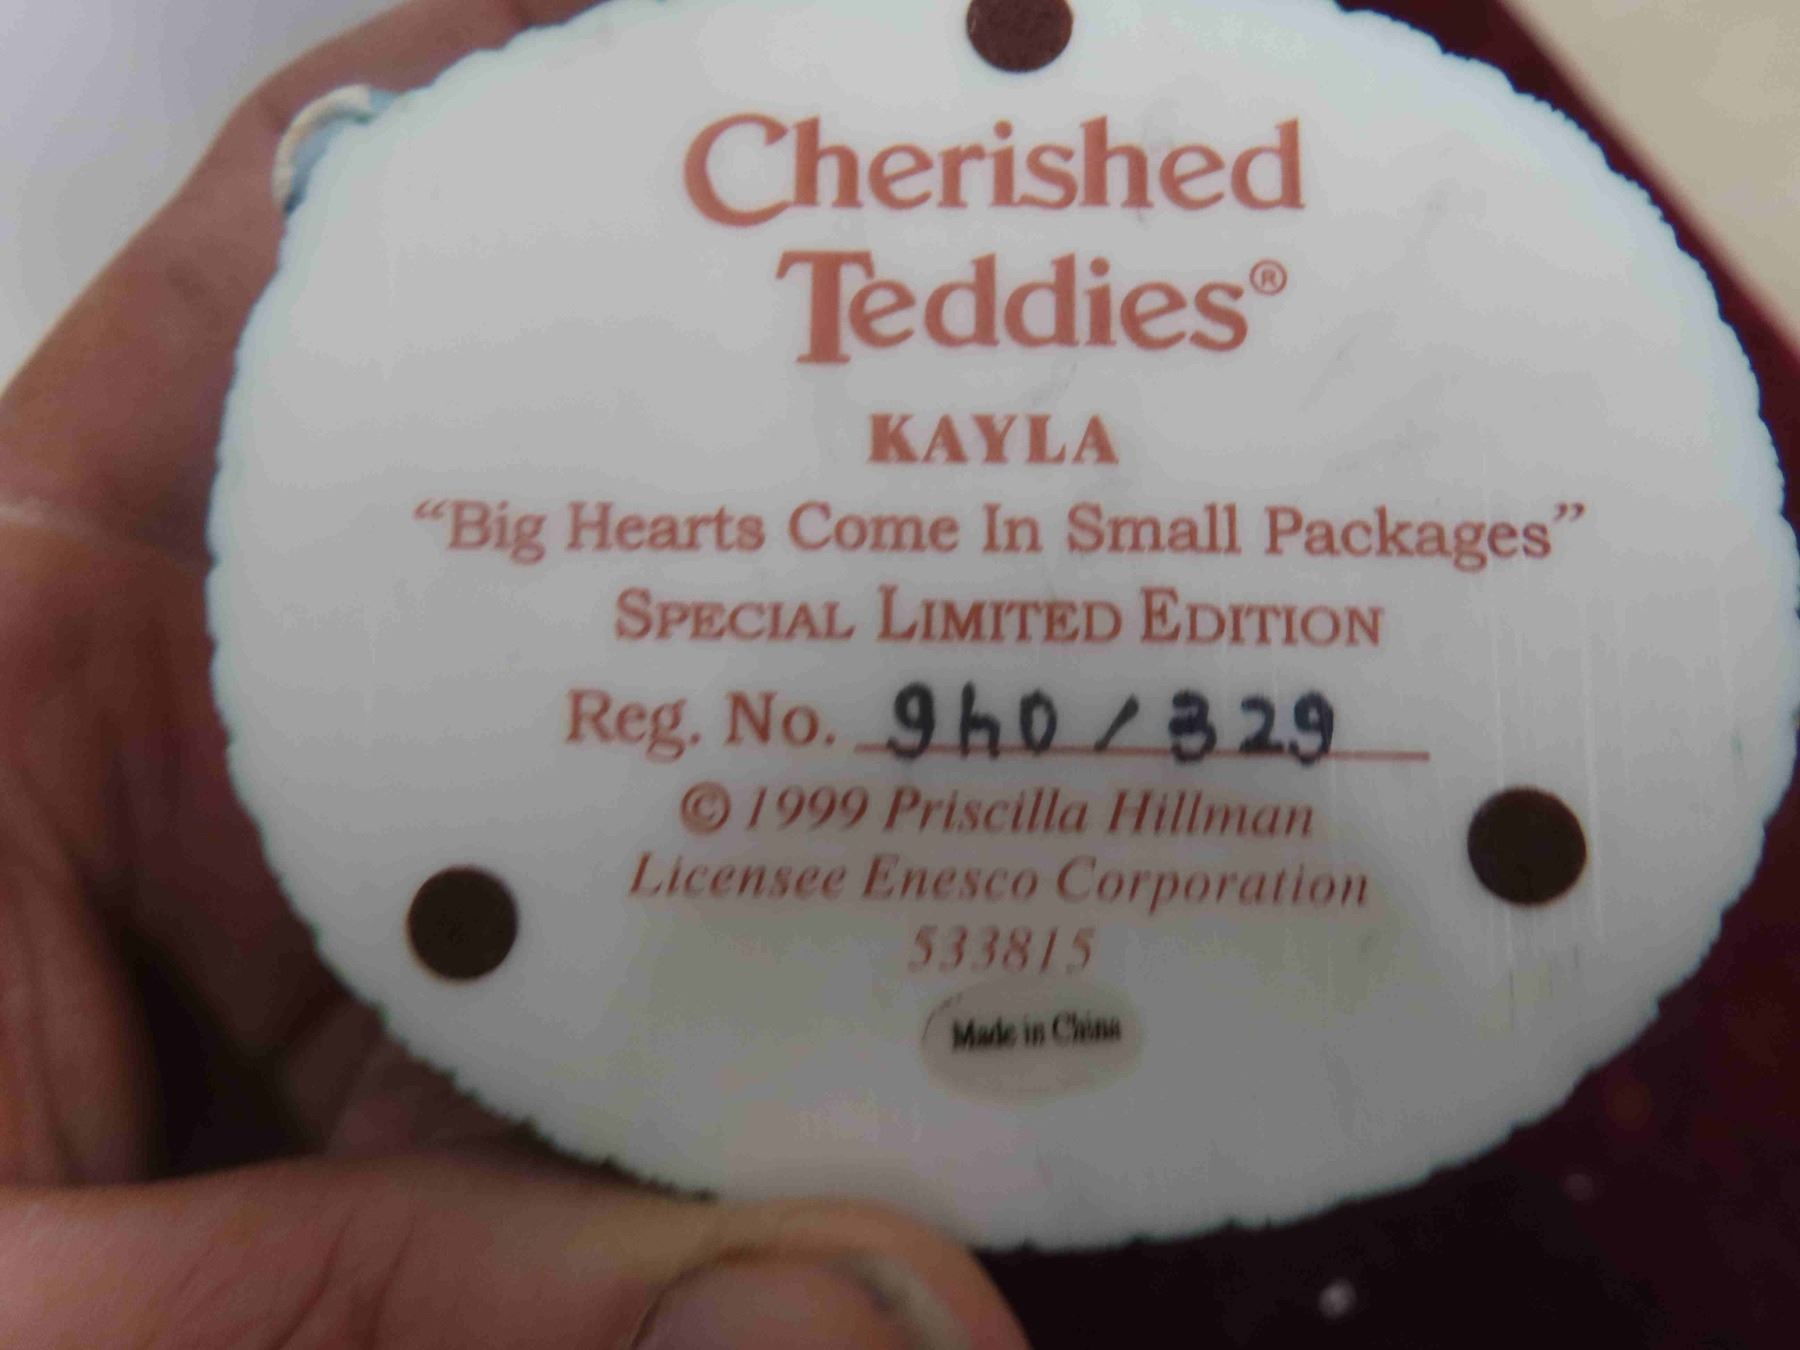 Cherished
Teddies®
KAYLA
“Big Hearts Come In Small Packages”
SPECIAL LIMITED EDITION
Reg. No. 940/329
© 1999 Priscilla Hillman
Licensee Enesco Corporation
533815
Made in China